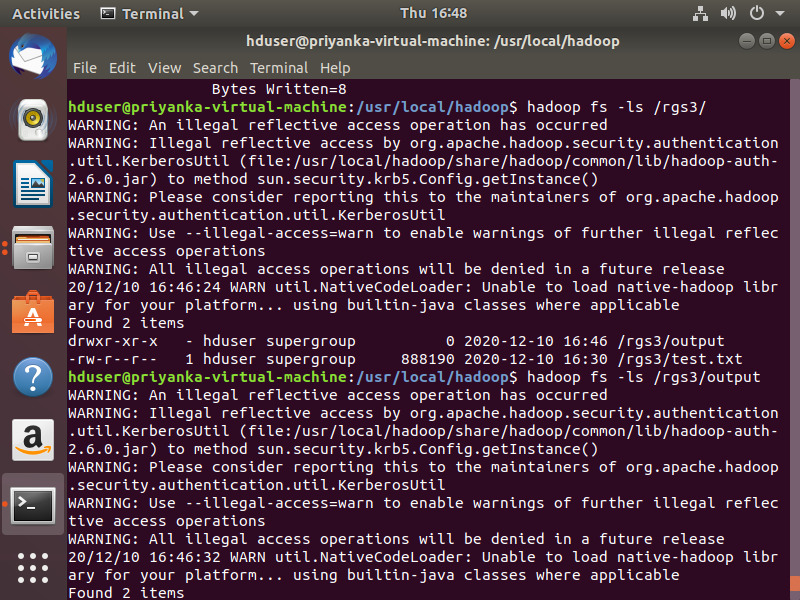 Activities Terminal Thu 16:48
hduser@priyanka-virtual-machine: /usr/local/hadoop
File Edit View Search Terminal Help
Bytes Written=8
hduser@priyanka-virtual-machine:/usr/local/hadoop$ hadoop fs -ls /rgs3/
WARNING: An illegal reflective access operation has occurred
WARNING: Illegal reflective access by org.apache.hadoop.security.authentication
.util.KerberosUtil (file:/usr/local/hadoop/share/hadoop/common/lib/hadoop-auth-
2.6.0.jar) to method sun.security.krb5.Config.getInstance()
WARNING: Please consider reporting this to the maintainers of org.apache.hadoop
.security.authentication.util.KerberosUtil
WARNING: Use --illegal-access=warn to enable warnings of further illegal reflec
tive access operations
WARNING: All illegal access operations will be denied in a future release
20/12/10 16:46:24 WARN util.NativeCodeLoader: Unable to load native-hadoop libr
ary for your platform... using builtin-java classes where applicable
Found 2 items
drwxr-xr-x   - hduser supergroup          0 2020-12-10 16:46 /rgs3/output
-rw-r--r--   1 hduser supergroup     888190 2020-12-10 16:30 /rgs3/test.txt
hduser@priyanka-virtual-machine:/usr/local/hadoop$ hadoop fs -ls /rgs3/output
WARNING: An illegal reflective access operation has occurred
WARNING: Illegal reflective access by org.apache.hadoop.security.authentication
.util.KerberosUtil (file:/usr/local/hadoop/share/hadoop/common/lib/hadoop-auth-
2.6.0.jar) to method sun.security.krb5.Config.getInstance()
WARNING: Please consider reporting this to the maintainers of org.apache.hadoop
.security.authentication.util.KerberosUtil
WARNING: Use --illegal-access=warn to enable warnings of further illegal reflec
tive access operations
WARNING: All illegal access operations will be denied in a future release
20/12/10 16:46:32 WARN util.NativeCodeLoader: Unable to load native-hadoop libr
ary for your platform... using builtin-java classes where applicable
Found 2 items